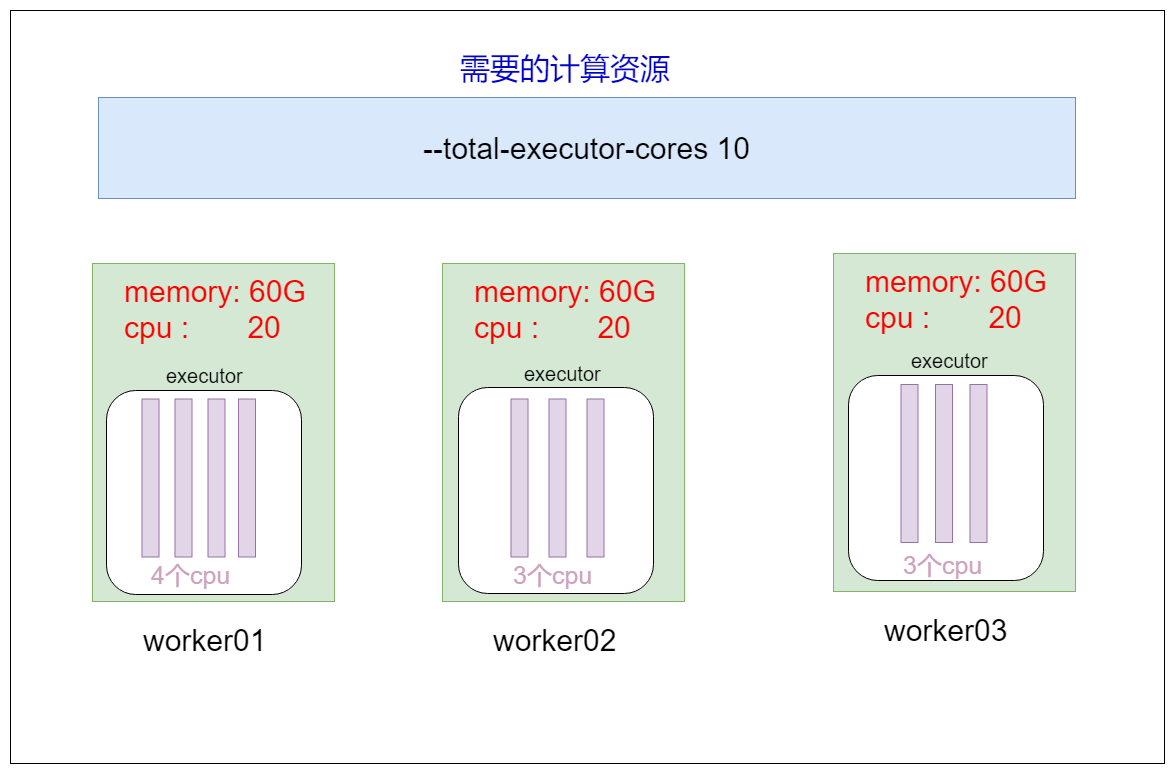 需要的计算资源
--total-executor-cores 10
memory: 60G
cpu : 20
executor
4个cpu
worker01
memory: 60G
cpu : 20
executor
3个cpu
worker02
memory: 60G
cpu : 20
executor
3个cpu
worker03